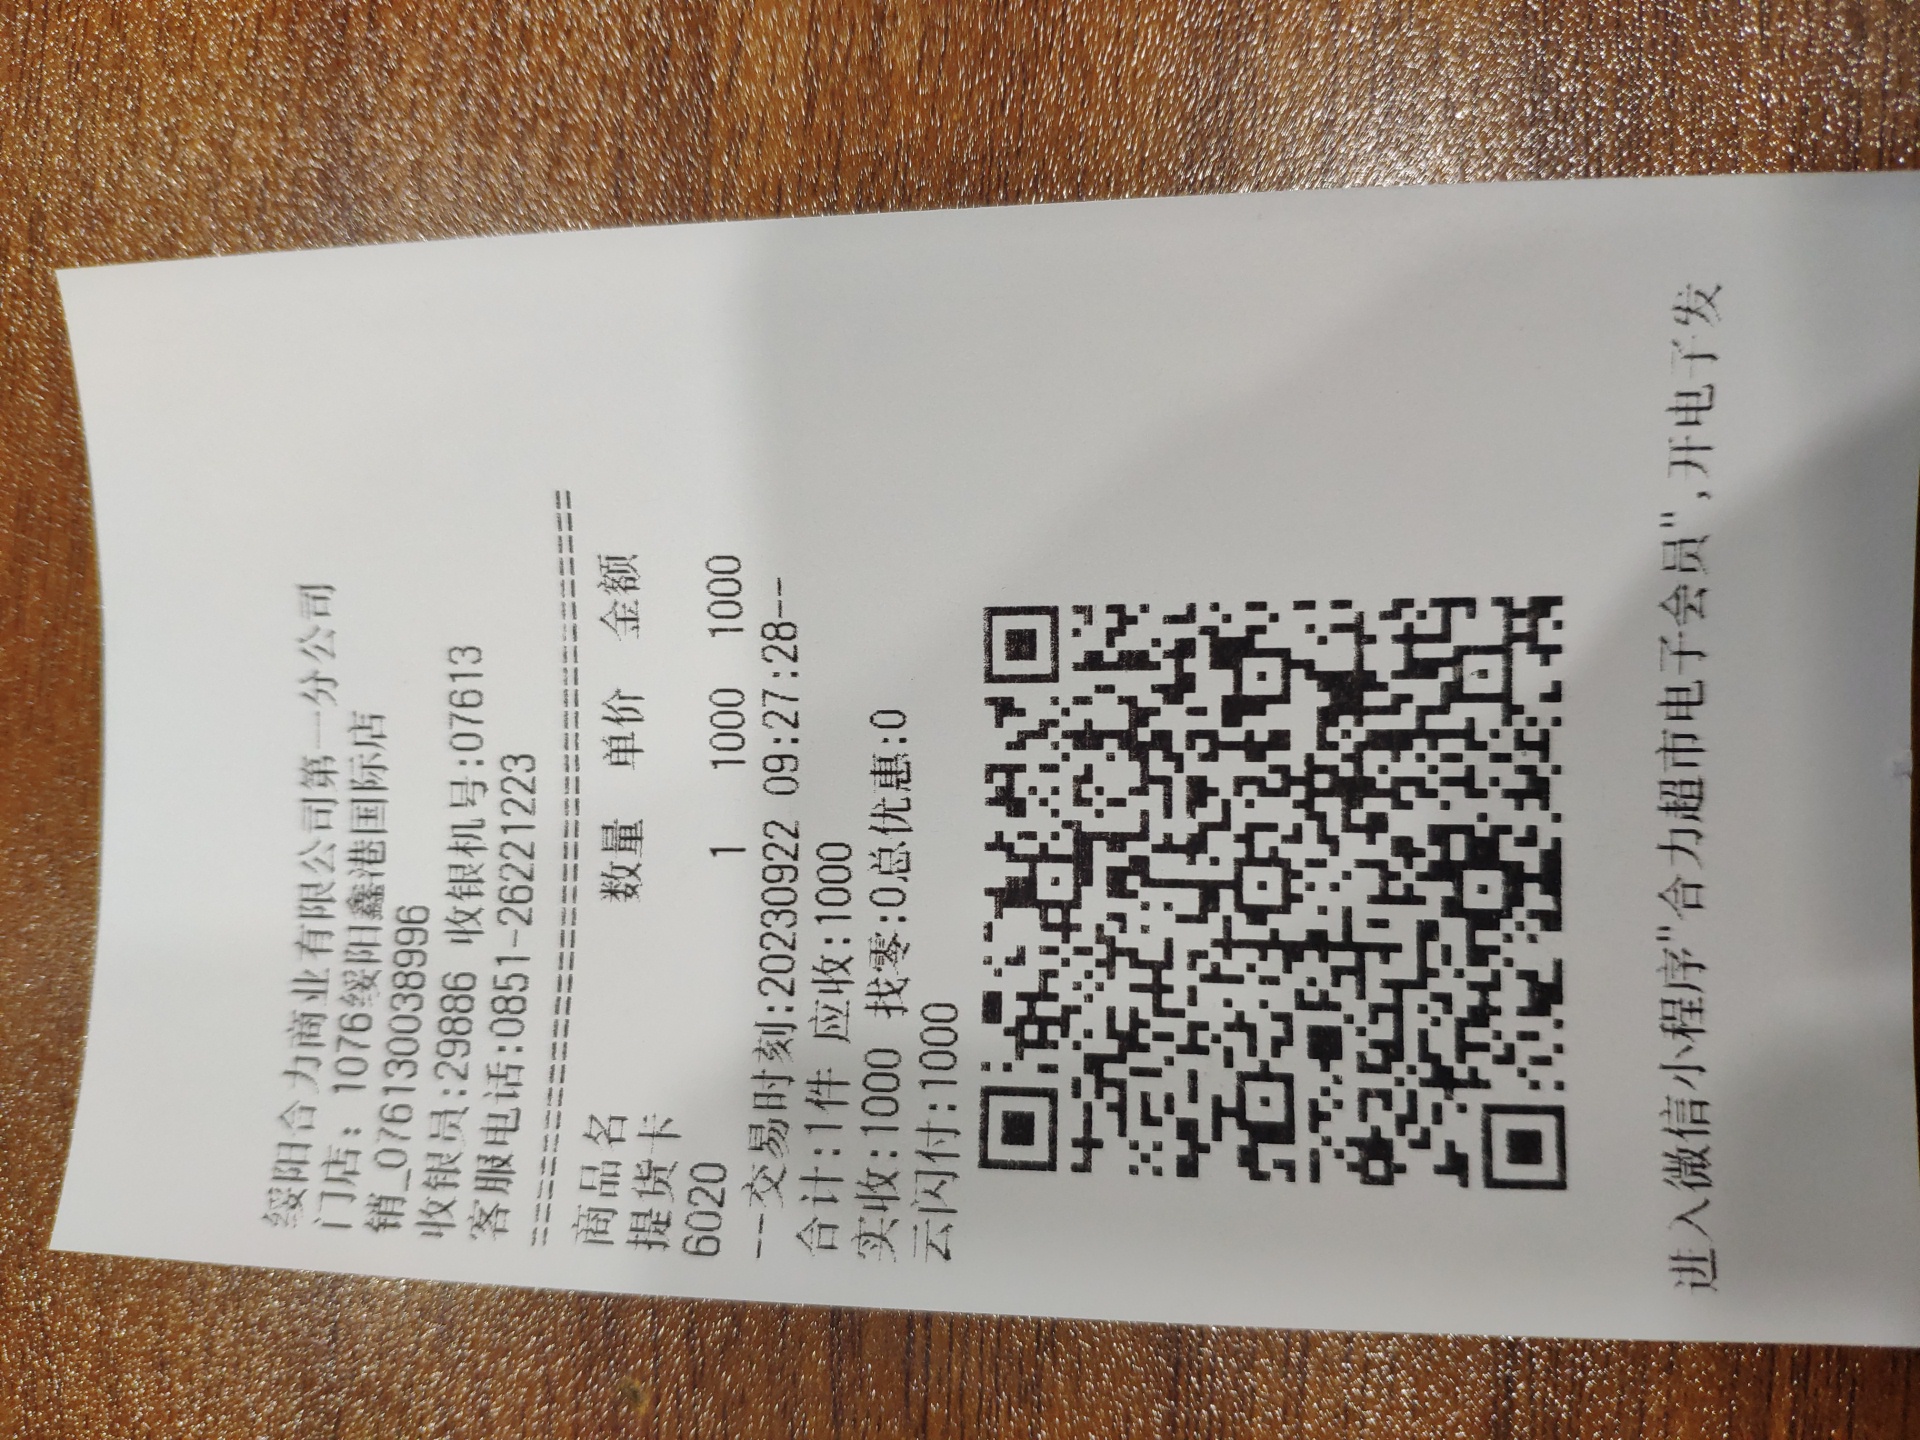 绥阳合力商业有限公司第一分公司
门店: 1076绥阳鑫港国际店
销_0761300038996
收银员:29886 收银机号:07613
客服电话:0851-26221223
==========================================
商品名 数量 单价 金额
提货卡
6020 1 1000 1000
--交易时刻:20230922 09:27:28--
合计:1件 应收:1000
实收:1000 找零:0总优惠:0
云闪付:1000
进入微信小程序"合力超市电子会员",开电子发